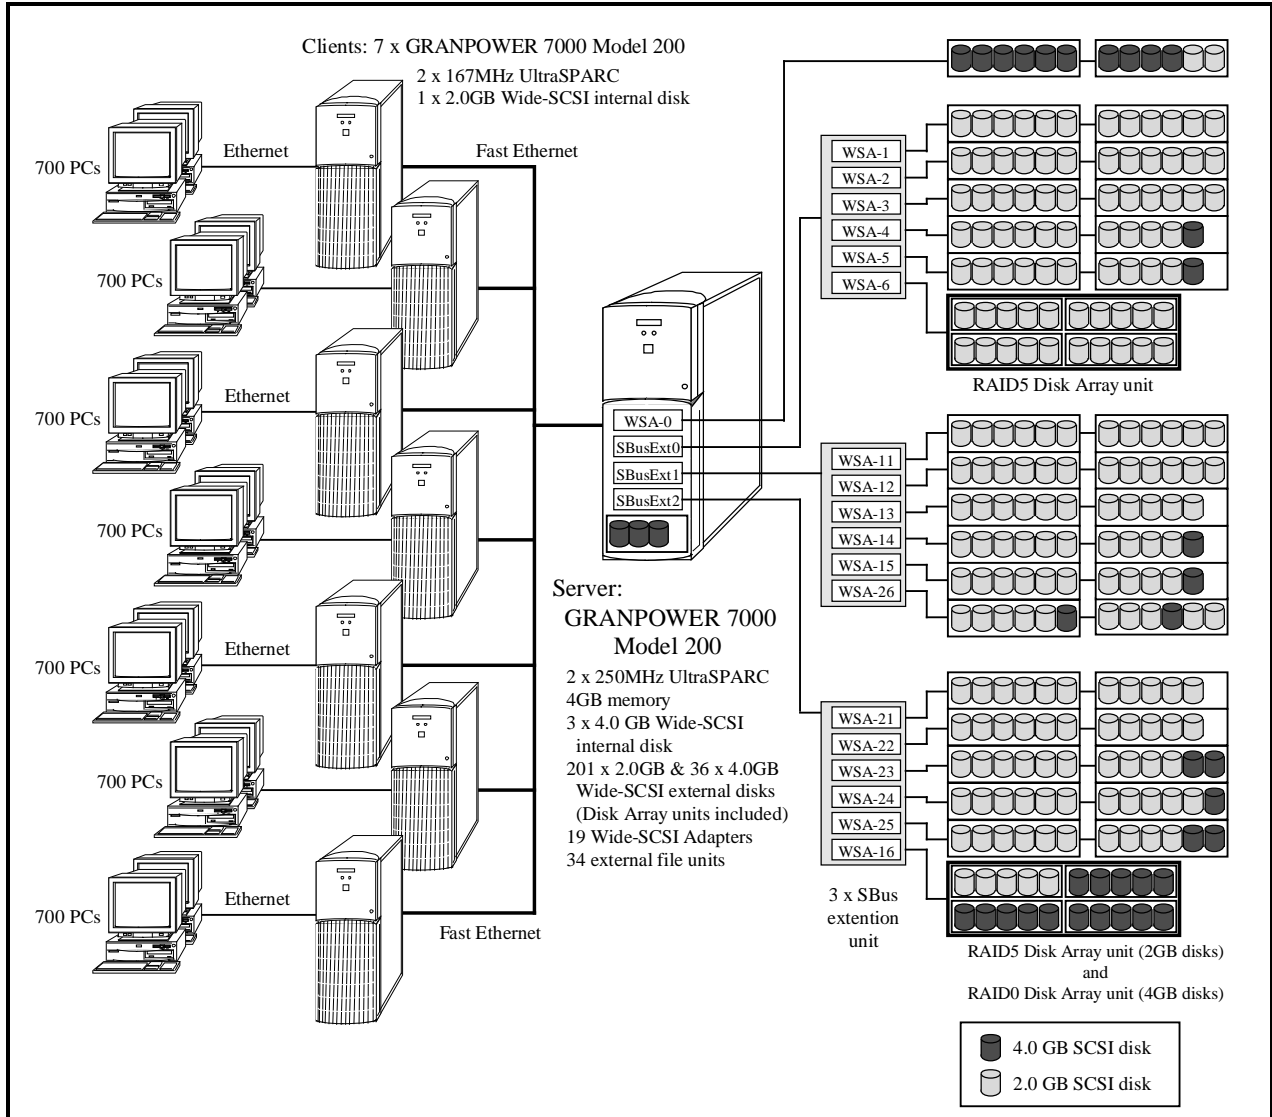 Clients: 7 x GRANPOWER 7000 Model 200
2 x 167MHz UltraSPARC
1 x 2.0GB Wide-SCSI internal disk
700 PCs
Ethernet
Fast Ethernet
700 PCs
700 PCs
Ethernet
700 PCs
700 PCs
Ethernet
700 PCs
700 PCs
Ethernet
Fast Ethernet
WSA-0
SBusExt0
SBusExt1
SBusExt2
Server:
GRANPOWER 7000
Model 200
2 x 250MHz UltraSPARC
4GB memory
3 x 4.0 GB Wide-SCSI
internal disk
201 x 2.0GB & 36 x 4.0GB
Wide-SCSI external disks
(Disk Array units included)
19 Wide-SCSI Adapters
34 external file units
WSA-1
WSA-2
WSA-3
WSA-4
WSA-5
WSA-6
RAID5 Disk Array unit
WSA-11
WSA-12
WSA-13
WSA-14
WSA-15
WSA-26
WSA-21
WSA-22
WSA-23
WSA-24
WSA-25
WSA-16
3 x SBus
extention
unit
RAID5 Disk Array unit (2GB disks)
and
RAID0 Disk Array unit (4GB disks)
4.0 GB SCSI disk
2.0 GB SCSI disk